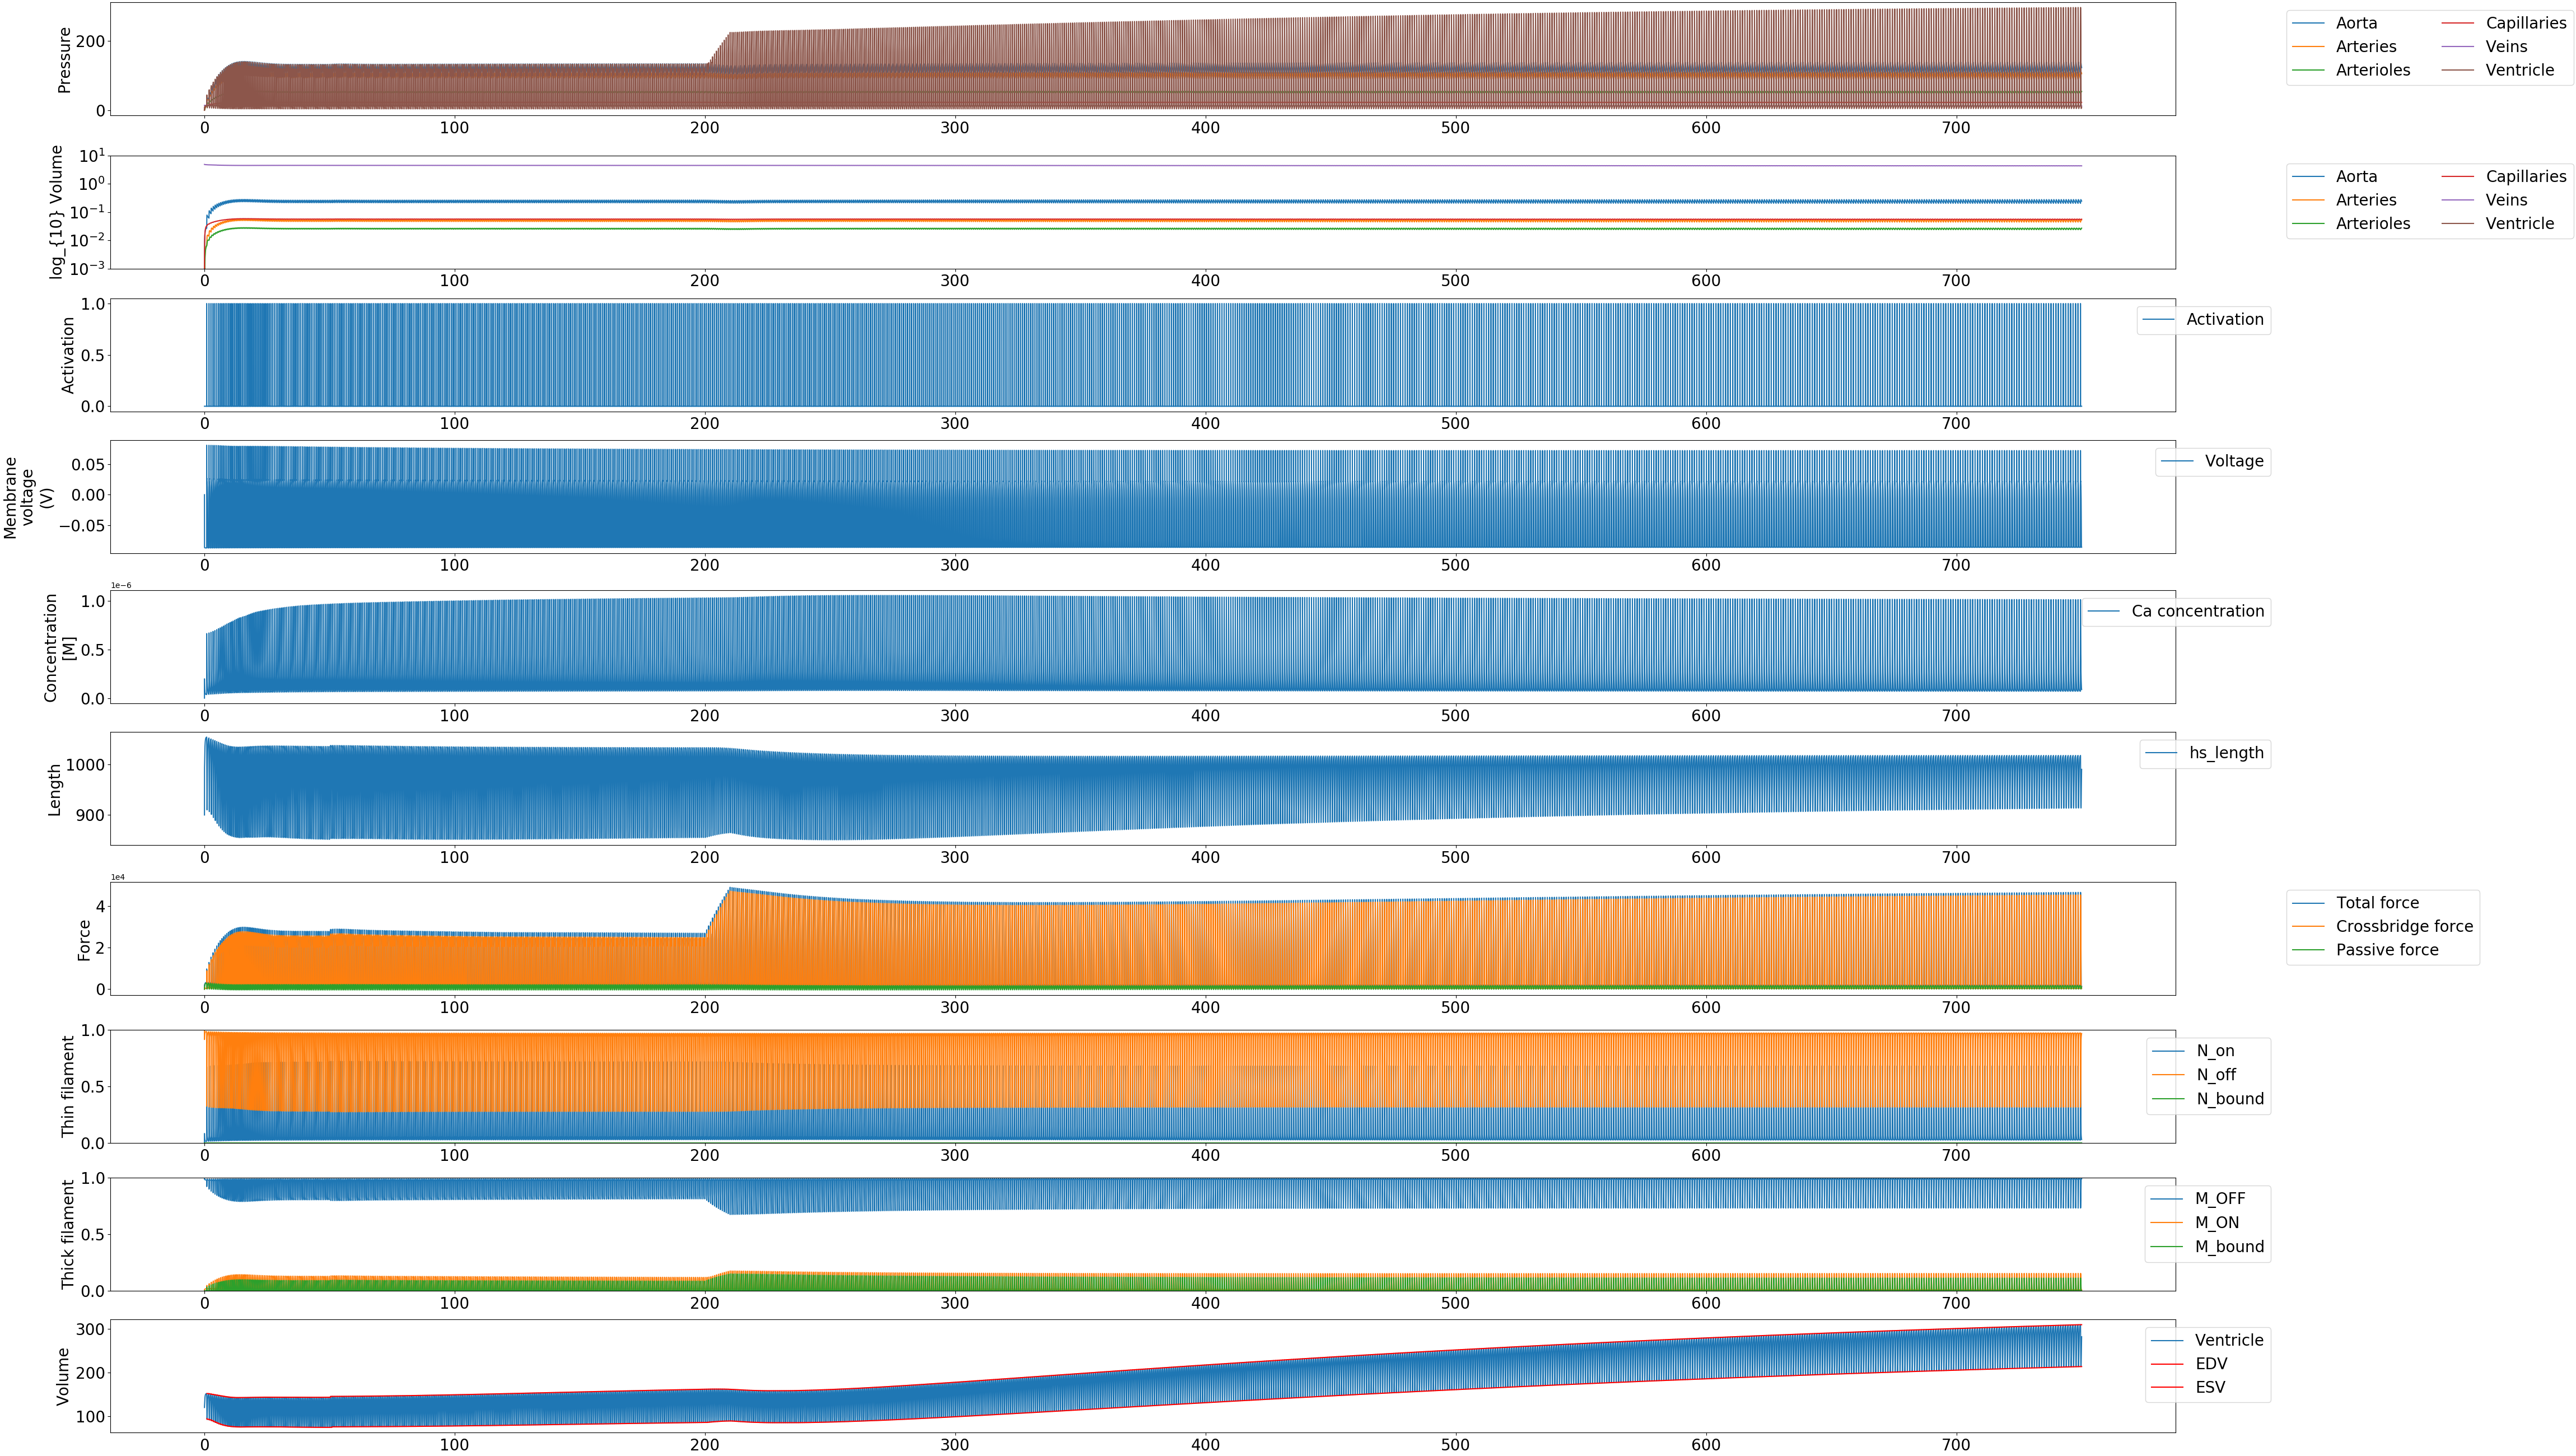 Pressure
200
0
0 100 200 300 400 500 600 700
Aorta Capillaries
Arteries Veins
Arterioles Ventricle
log_{10} Volume
10^1
10^0
10^−1
10^−2
10^−3
0 100 200 300 400 500 600 700
Aorta Capillaries
Arteries Veins
Arterioles Ventricle
Activation
1.0
0.5
0.0
0 100 200 300 400 500 600 700
Activation
Membrane
voltage
(V)
0.05
0.00
−0.05
0 100 200 300 400 500 600 700
Voltage
1e−6
Concentration
[M]
1.0
0.5
0.0
0 100 200 300 400 500 600 700
Ca concentration
Length
1000
900
0 100 200 300 400 500 600 700
hs_length
1e4
Force
4
2
0
0 100 200 300 400 500 600 700
Total force
Crossbridge force
Passive force
Thin filament
1.0
0.5
0.0
0 100 200 300 400 500 600 700
N_on
N_off
N_bound
Thick filament
1.0
0.5
0.0
0 100 200 300 400 500 600 700
M_OFF
M_ON
M_bound
Volume
300
200
100
0 100 200 300 400 500 600 700
Ventricle
EDV
ESV